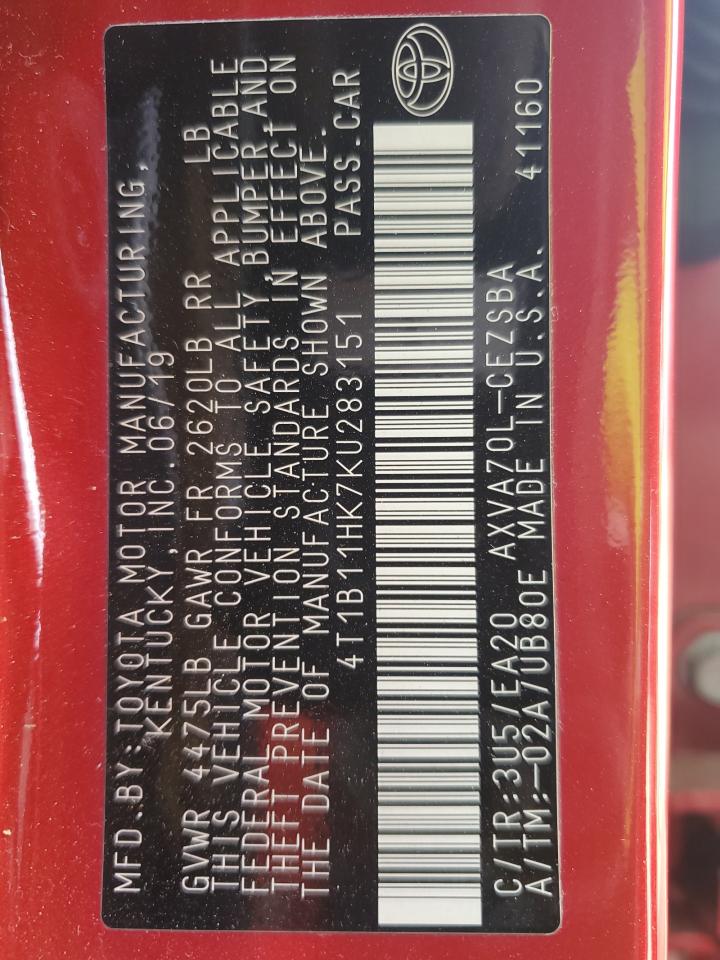 MFD.BY:TOYOTA MOTOR MANUFACTURING,
KENTUCKY,INC.06/19
GVWR 4475LB GAWR FR 2620LB RR LB
THIS VEHICLE CONFORMS TO ALL APPLICABLE
FEDERAL MOTOR VEHICLE SAFETY,BUMPER,AND
THEFT PREVENTION STANDARDS IN EFFECT ON
THE DATE OF MANUFACTURE SHOWN ABOVE.
4T1B11HK7KU283151 PASS.CAR
C/TR:3U5/EA20 AXVA70L-CEZSBA
A/TM:-02A/UB80E MADE IN U.S.A. 41160